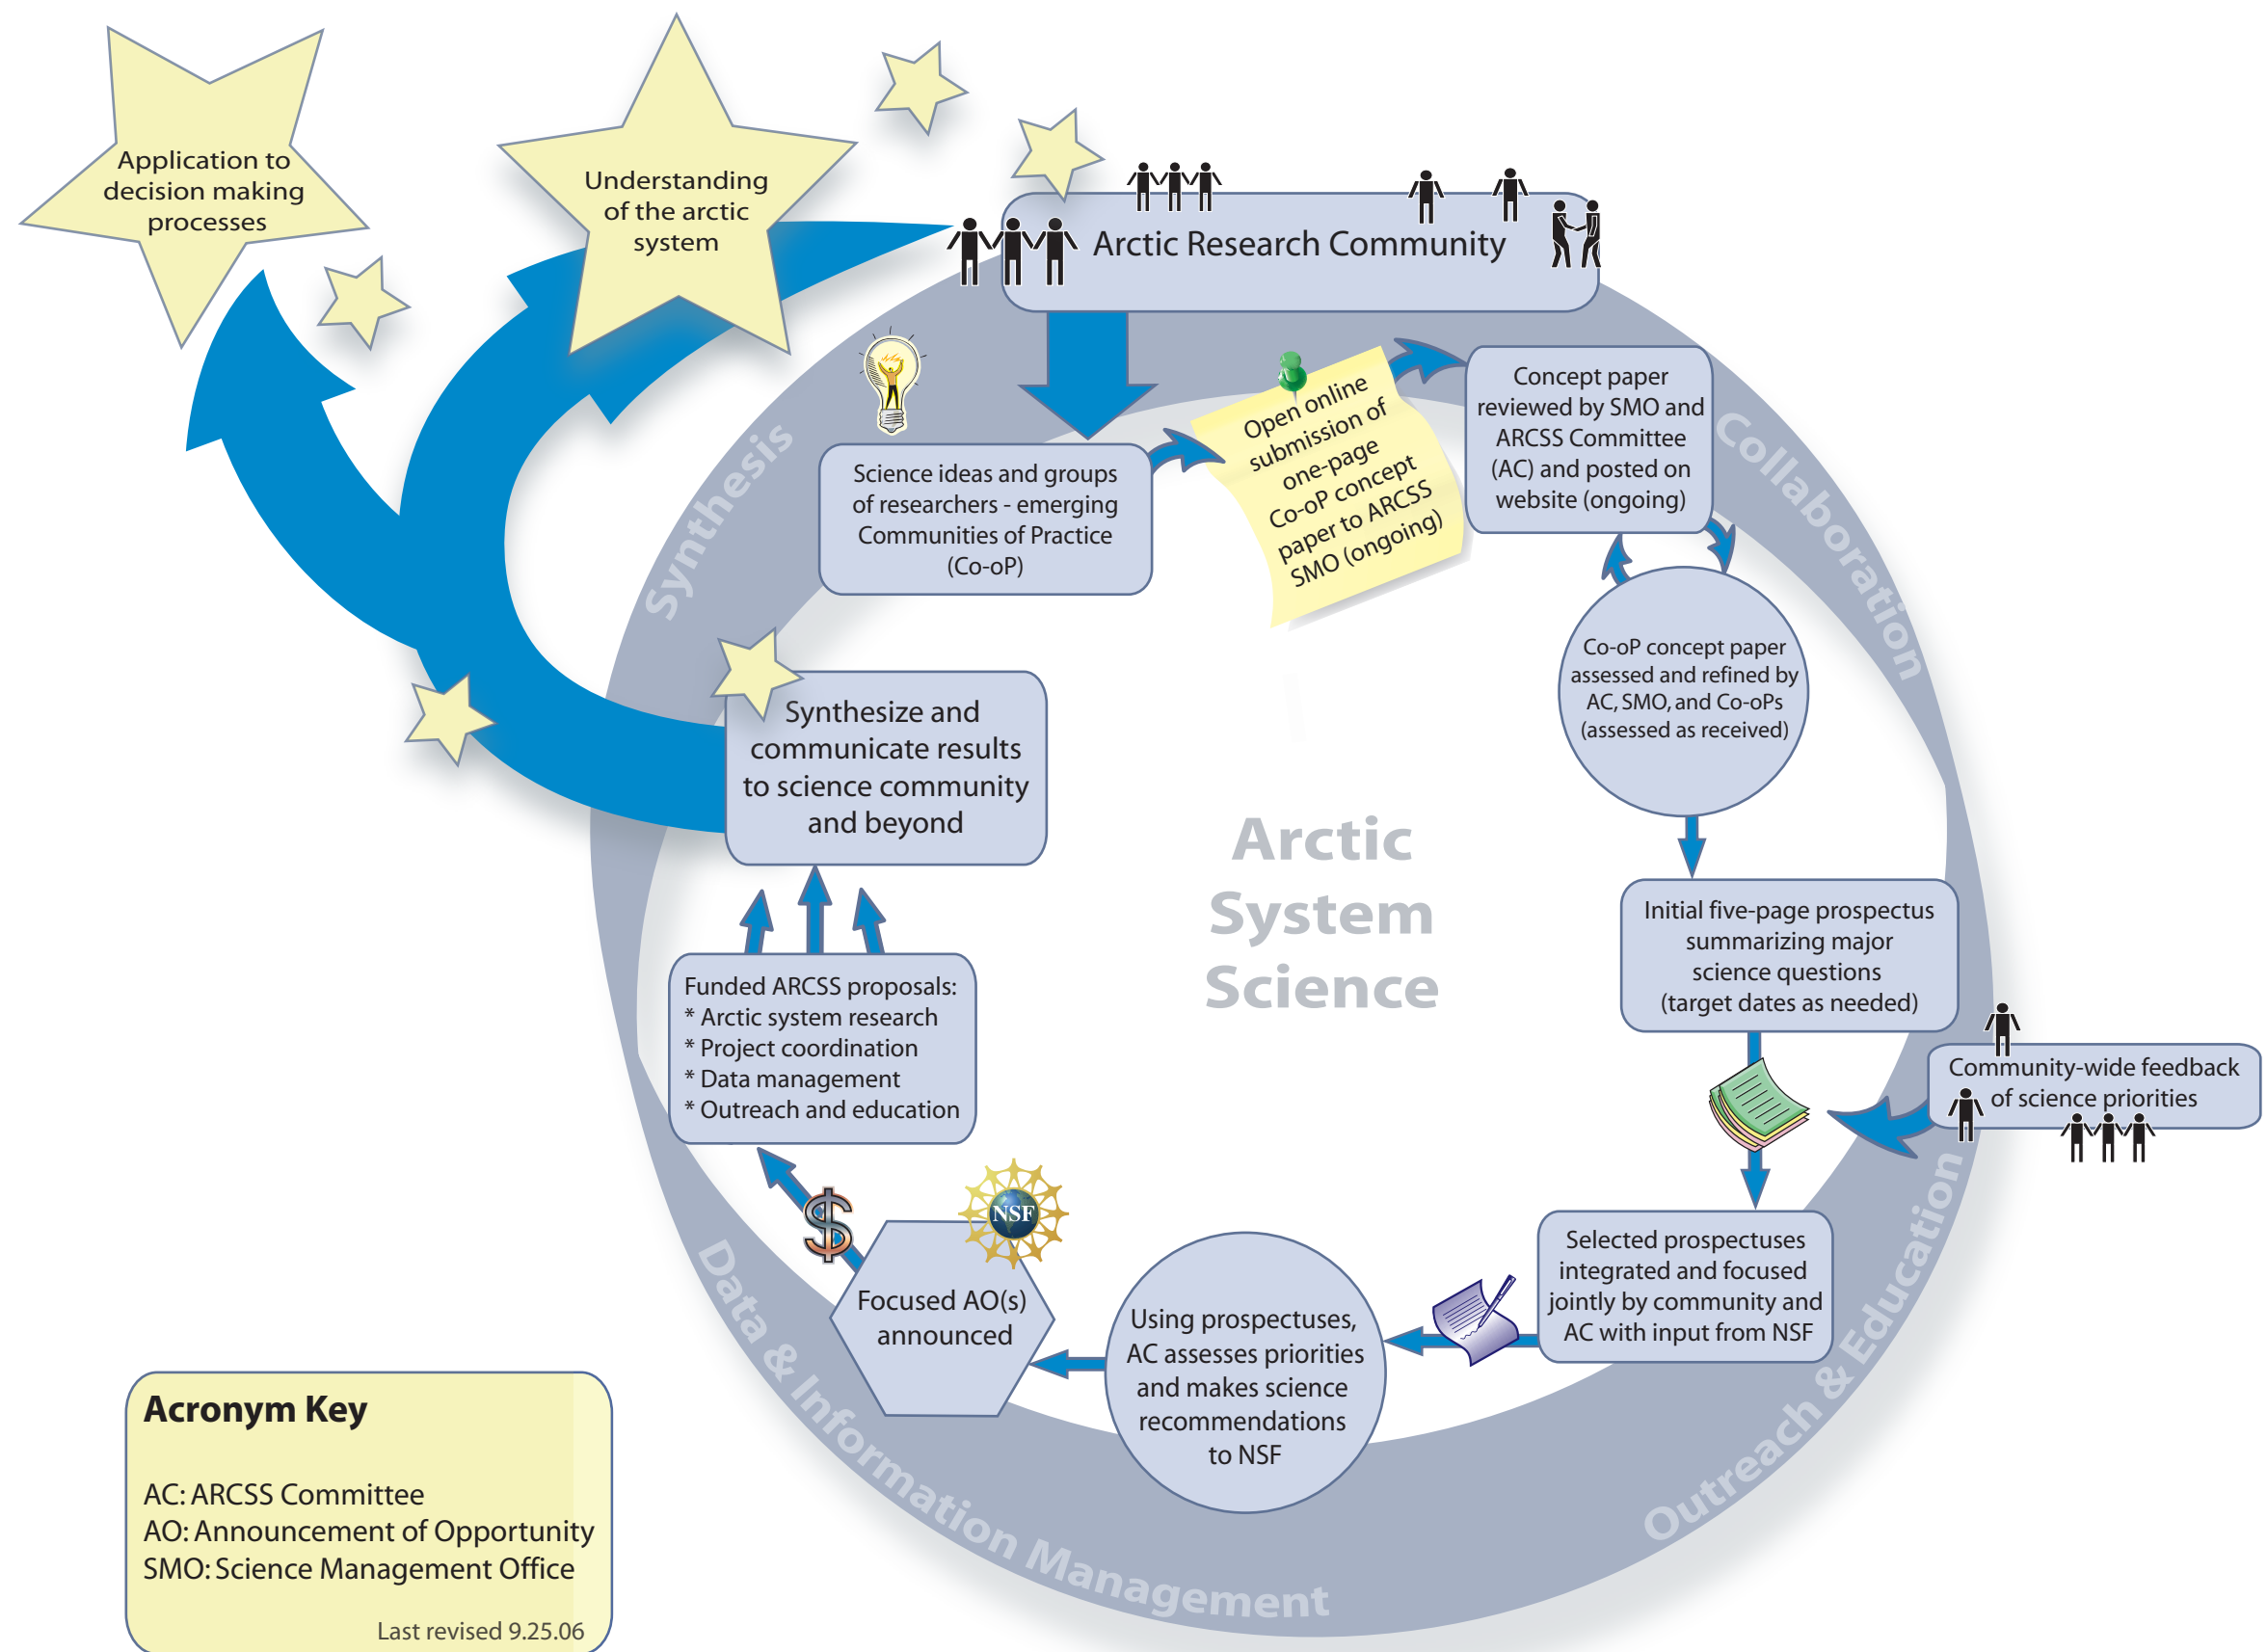 Application to
decision making
processes
Understanding
of the arctic
system
Arctic Research Community
Science ideas and groups
of researchers - emerging
Communities of Practice
(Co-oP)
Open online
submission of
one-page
Co-oP concept
paper to ARCSS
SMO (ongoing)
Concept paper
reviewed by SMO and
ARCSS Committee
(AC) and posted on
website (ongoing)
Co-oP concept paper
assessed and refined by
AC, SMO, and Co-oPs
(assessed as received)
Initial five-page prospectus
summarizing major
science questions
(target dates as needed)
Community-wide feedback
of science priorities
Selected prospectuses
integrated and focused
jointly by community and
AC with input from NSF
Using prospectuses,
AC assesses priorities
and makes science
recommendations
to NSF
NSF
Focused AO(s)
announced
$
Funded ARCSS proposals:
* Arctic system research
* Project coordination
* Data management
* Outreach and education
Synthesize and
communicate results
to science community
and beyond
Arctic
System
Science
Synthesis
Collaboration
Outreach & Education
Data & Information Management
Acronym Key
AC: ARCSS Committee
AO: Announcement of Opportunity
SMO: Science Management Office
Last revised 9.25.06